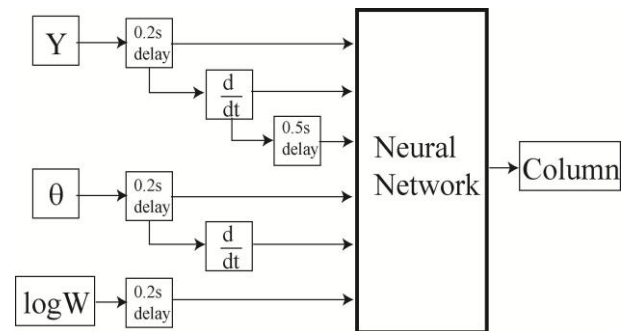 Y
0.2s
delay
d
dt
0.5s
delay
θ
0.2s
delay
d
dt
logW
0.2s
delay
Neural
Network
Column